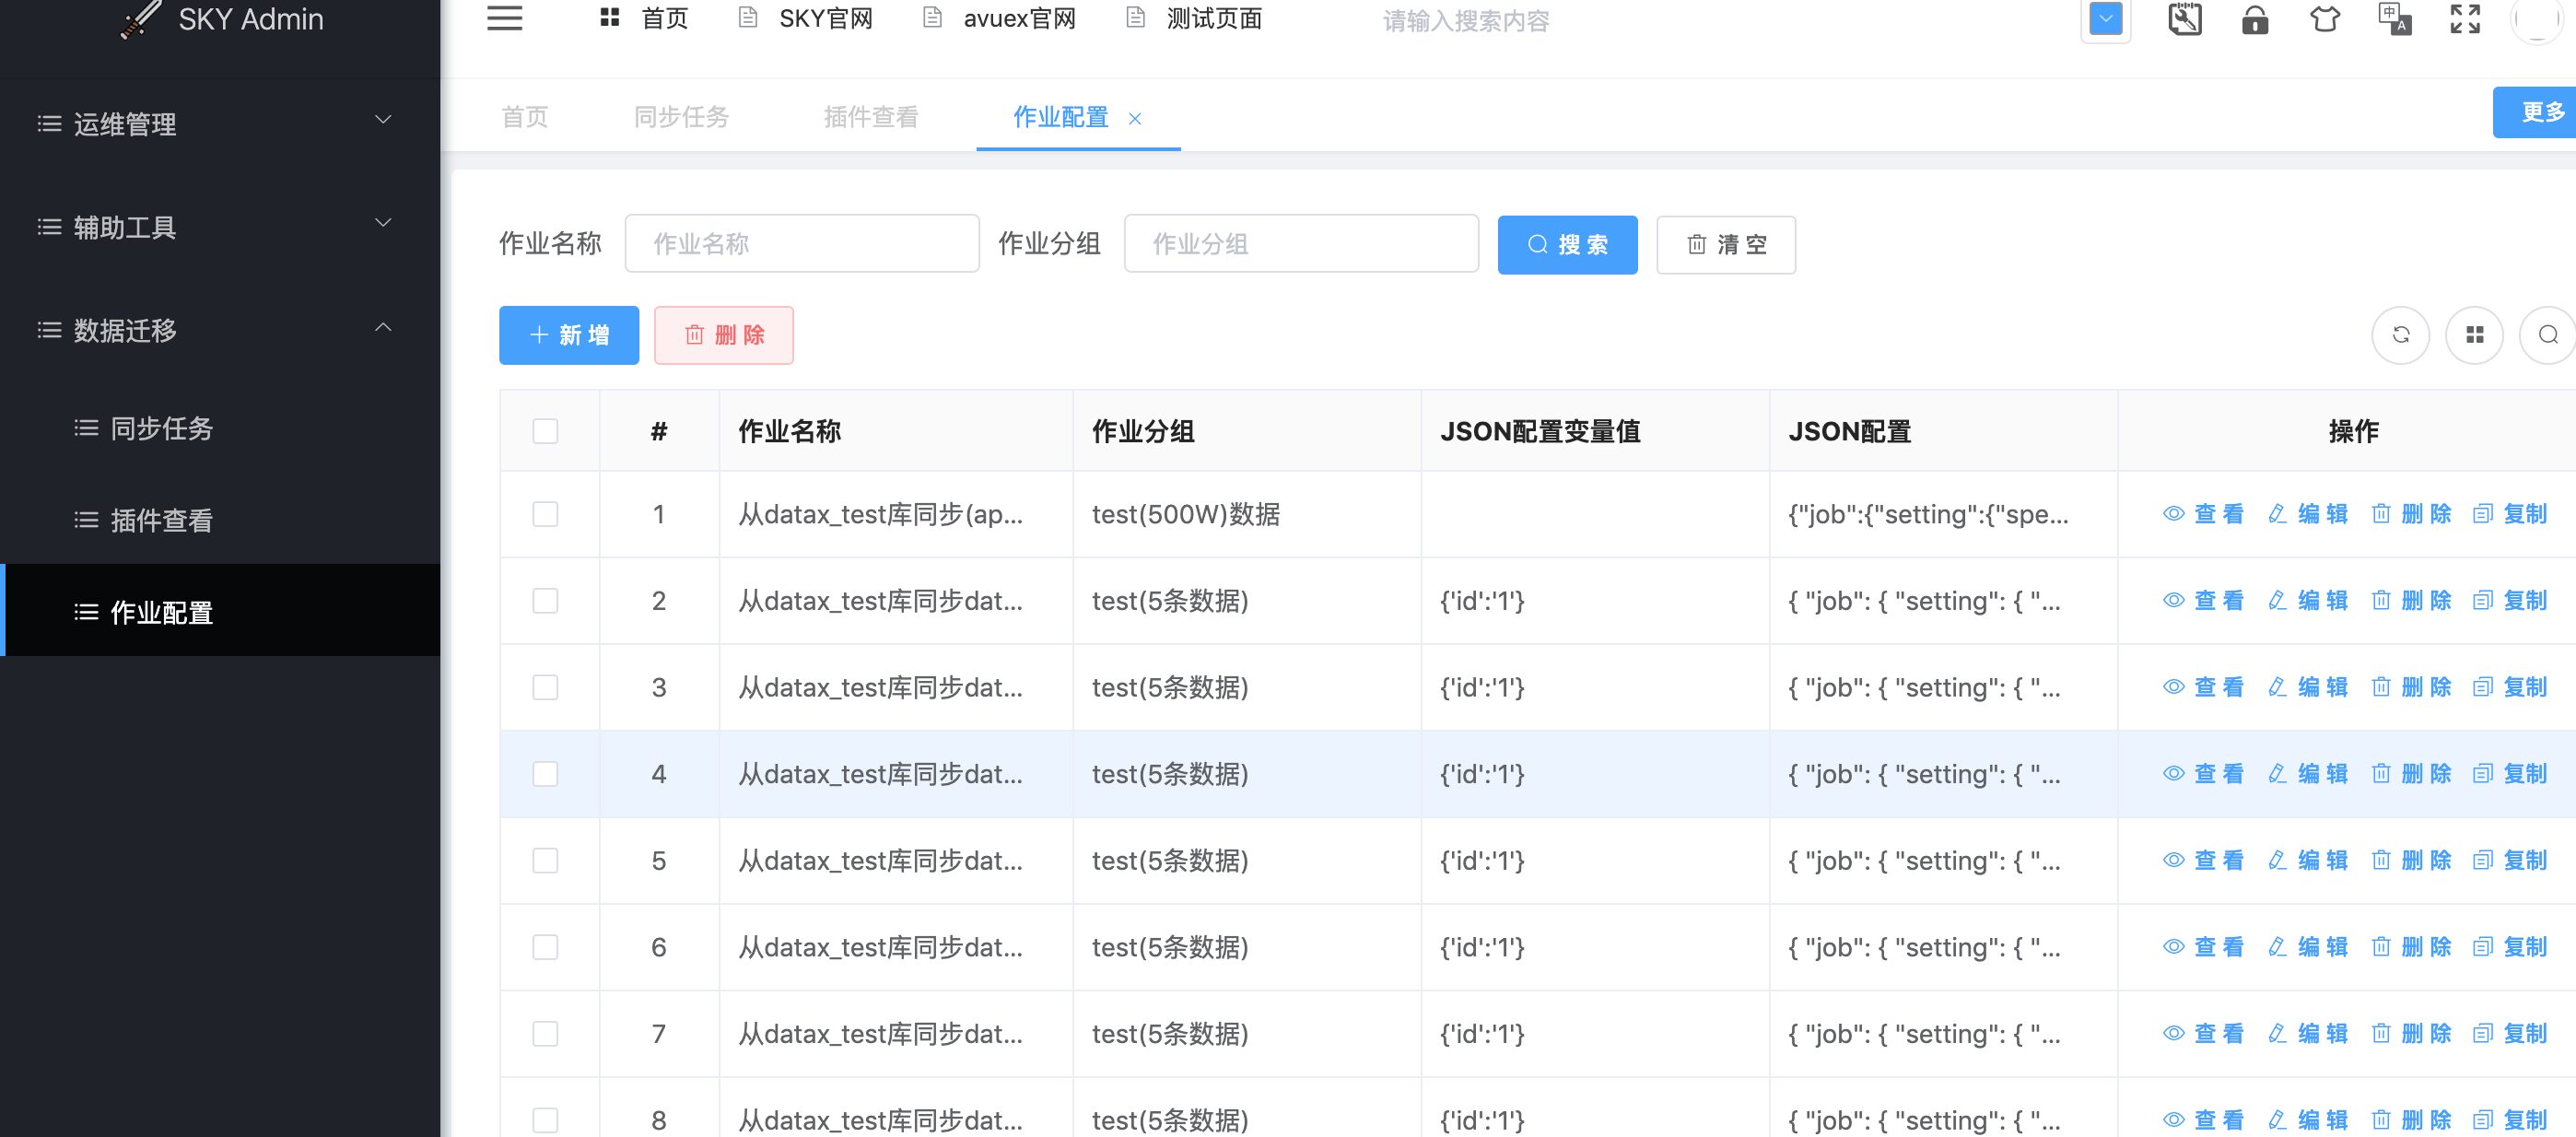 SKY Admin
首页 SKY官网 avuex官网 测试页面 请输入搜索内容 中 A
首页 同步任务 插件查看 作业配置 更多
运维管理
辅助工具
数据迁移
同步任务
插件查看
作业配置
作业名称 作业名称 作业分组 作业分组 搜 索 清 空
新 增 删 除
# 作业名称 作业分组 JSON配置变量值 JSON配置 操作
1 从datax_test库同步(ap... test(500W)数据 {"job":{"setting":{"spe... 查 看 编 辑 删 除 复制
2 从datax_test库同步dat... test(5条数据) {'id':'1'} { "job": { "setting": { "... 查 看 编 辑 删 除 复制
3 从datax_test库同步dat... test(5条数据) {'id':'1'} { "job": { "setting": { "... 查 看 编 辑 删 除 复制
4 从datax_test库同步dat... test(5条数据) {'id':'1'} { "job": { "setting": { "... 查 看 编 辑 删 除 复制
5 从datax_test库同步dat... test(5条数据) {'id':'1'} { "job": { "setting": { "... 查 看 编 辑 删 除 复制
6 从datax_test库同步dat... test(5条数据) {'id':'1'} { "job": { "setting": { "... 查 看 编 辑 删 除 复制
7 从datax_test库同步dat... test(5条数据) {'id':'1'} { "job": { "setting": { "... 查 看 编 辑 删 除 复制
8 从datax_test库同步dat... test(5条数据) {'id':'1'} { "job": { "setting": { "... 查 看 编 辑 删 除 复制